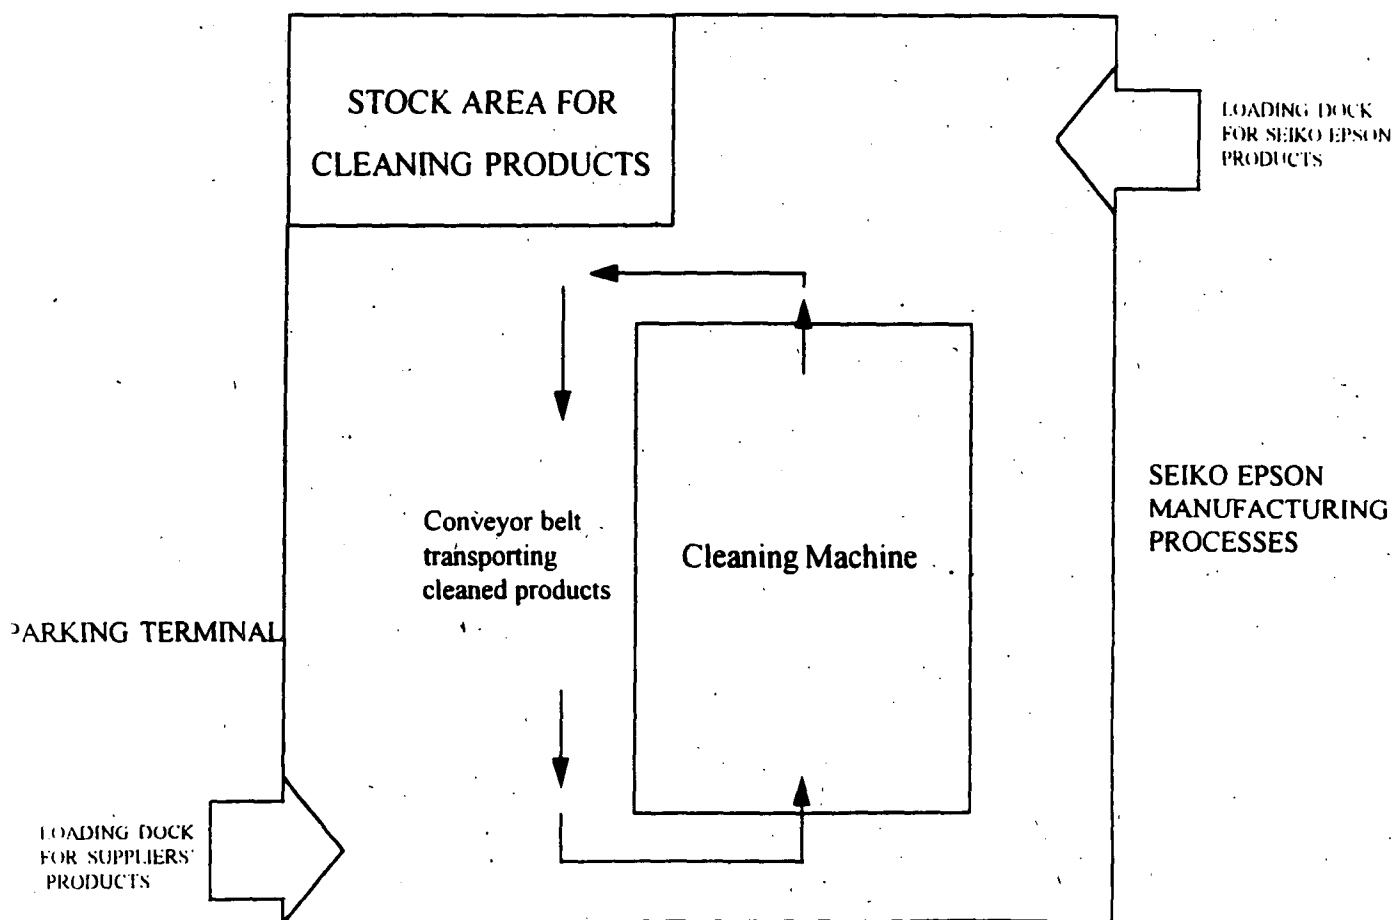 STOCK AREA FOR
CLEANING PRODUCTS
LOADING DOCK
FOR SEIKO EPSON
PRODUCTS
SEIKO EPSON
MANUFACTURING
PROCESSES
Conveyor belt
transporting
cleaned products
Cleaning Machine
PARKING TERMINAL
LOADING DOCK
FOR SUPPLIERS'
PRODUCTS